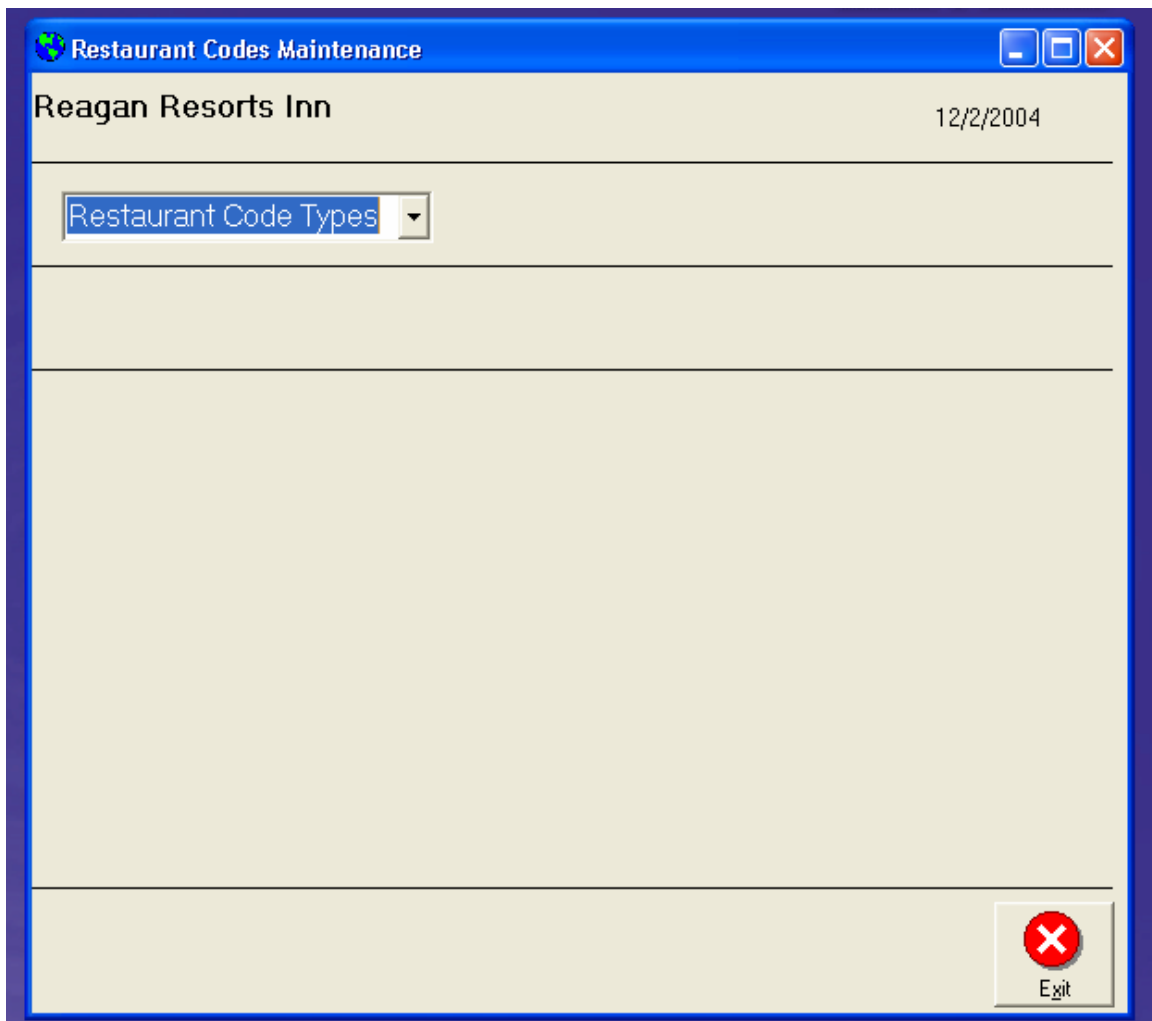 Restaurant Codes Maintenance
Reagan Resorts Inn
12/2/2004
Restaurant Code Types
Exit